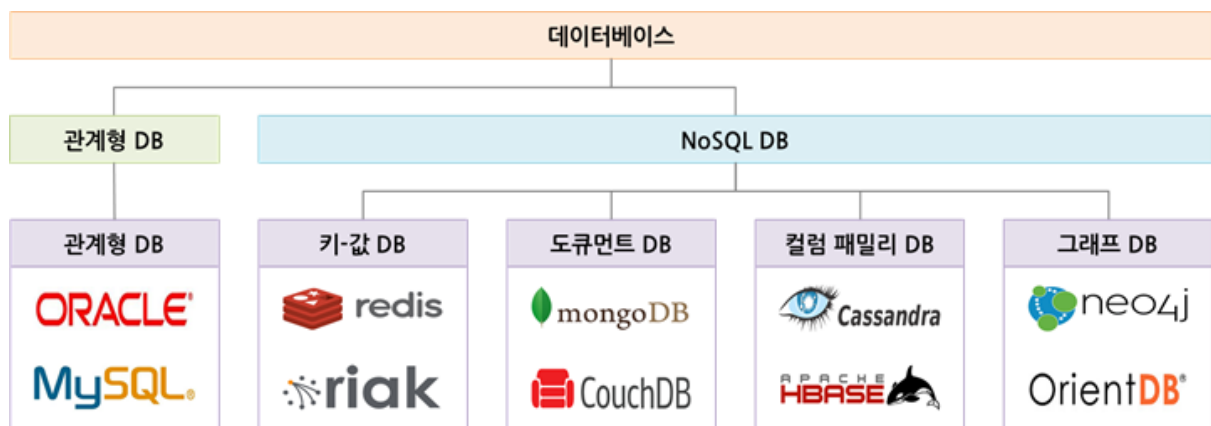 데이터베이스
관계형 DB
NoSQL DB
관계형 DB
키-값 DB
도큐먼트 DB
컬럼 패밀리 DB
그래프 DB
ORACLE®
redis
mongoDB
Cassandra
neo4j
MySQL®
riak
CouchDB
APACHE
HBASE
OrientDB®